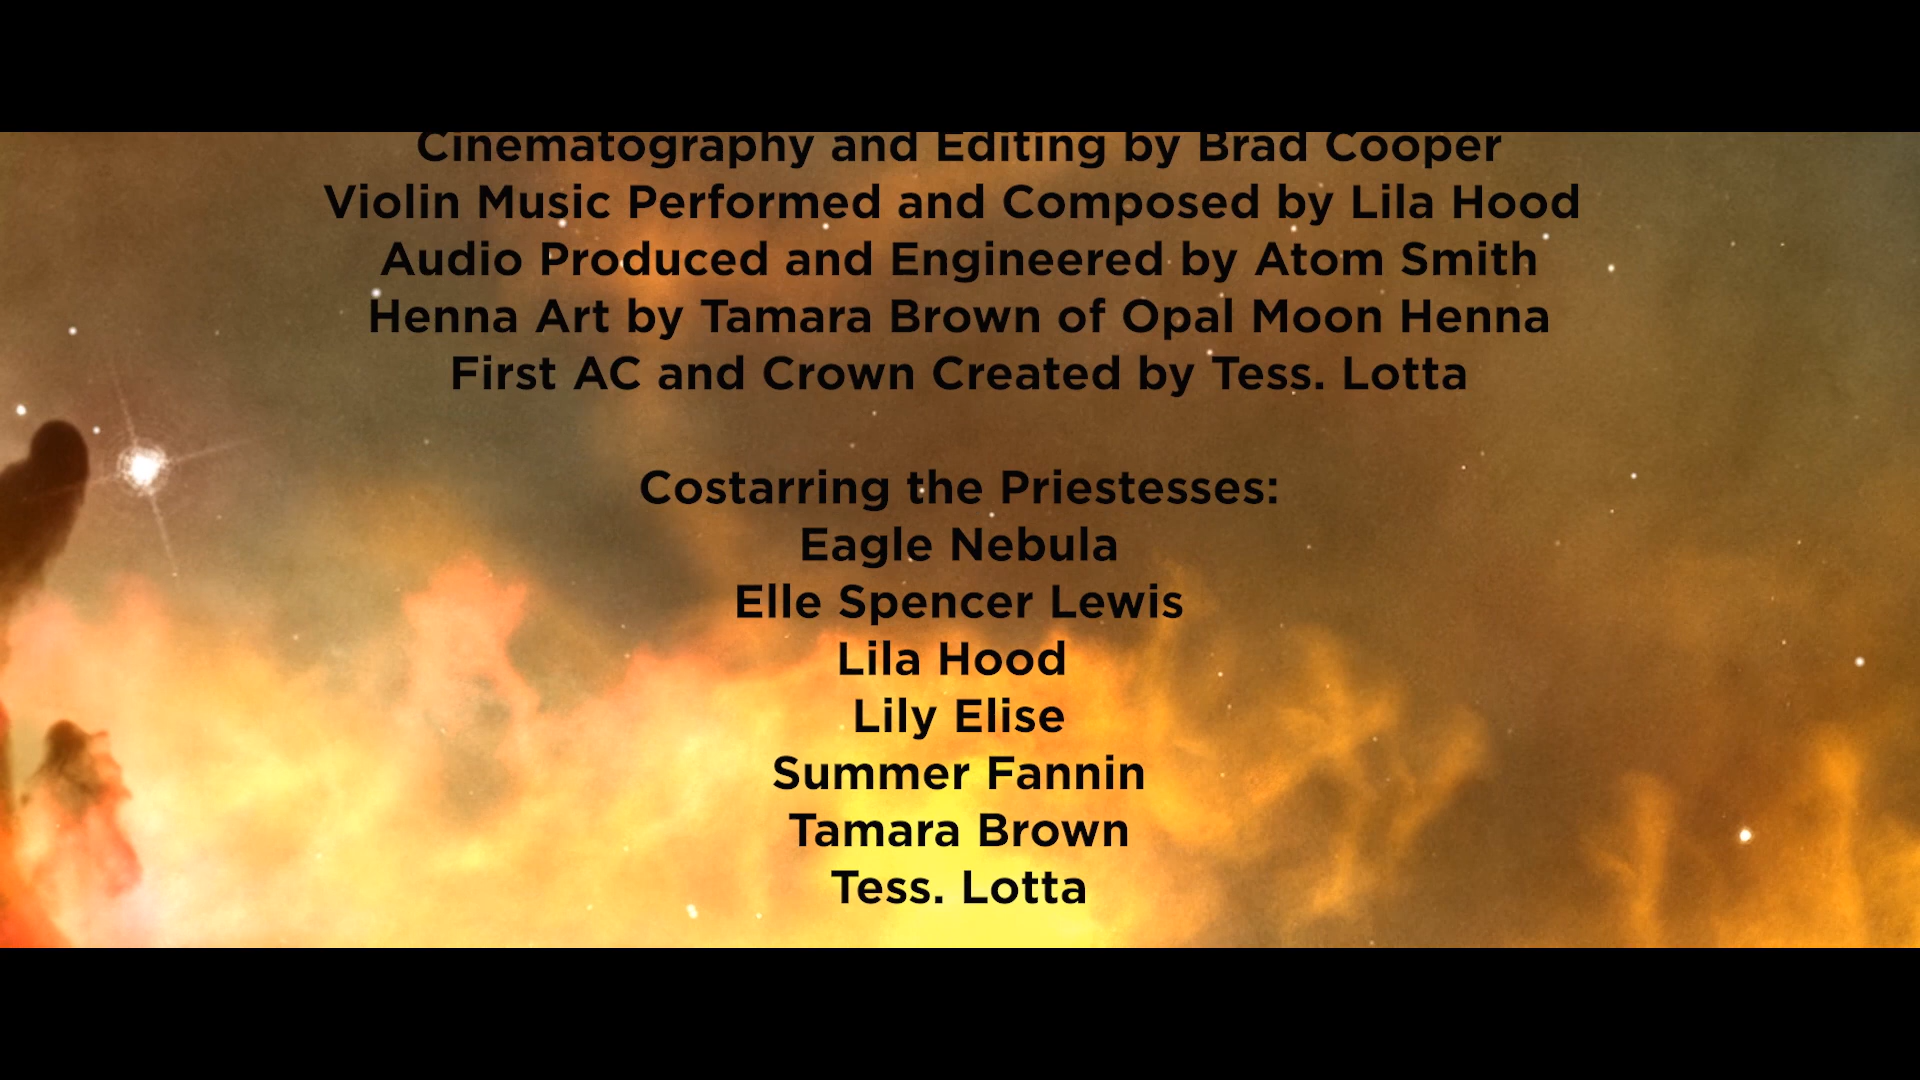 Cinematography and Editing by Brad Cooper
Violin Music Performed and Composed by Lila Hood
Audio Produced and Engineered by Atom Smith
Henna Art by Tamara Brown of Opal Moon Henna
First AC and Crown Created by Tess. Lotta
Costarring the Priestesses:
Eagle Nebula
Elle Spencer Lewis
Lila Hood
Lily Elise
Summer Fannin
Tamara Brown
Tess. Lotta